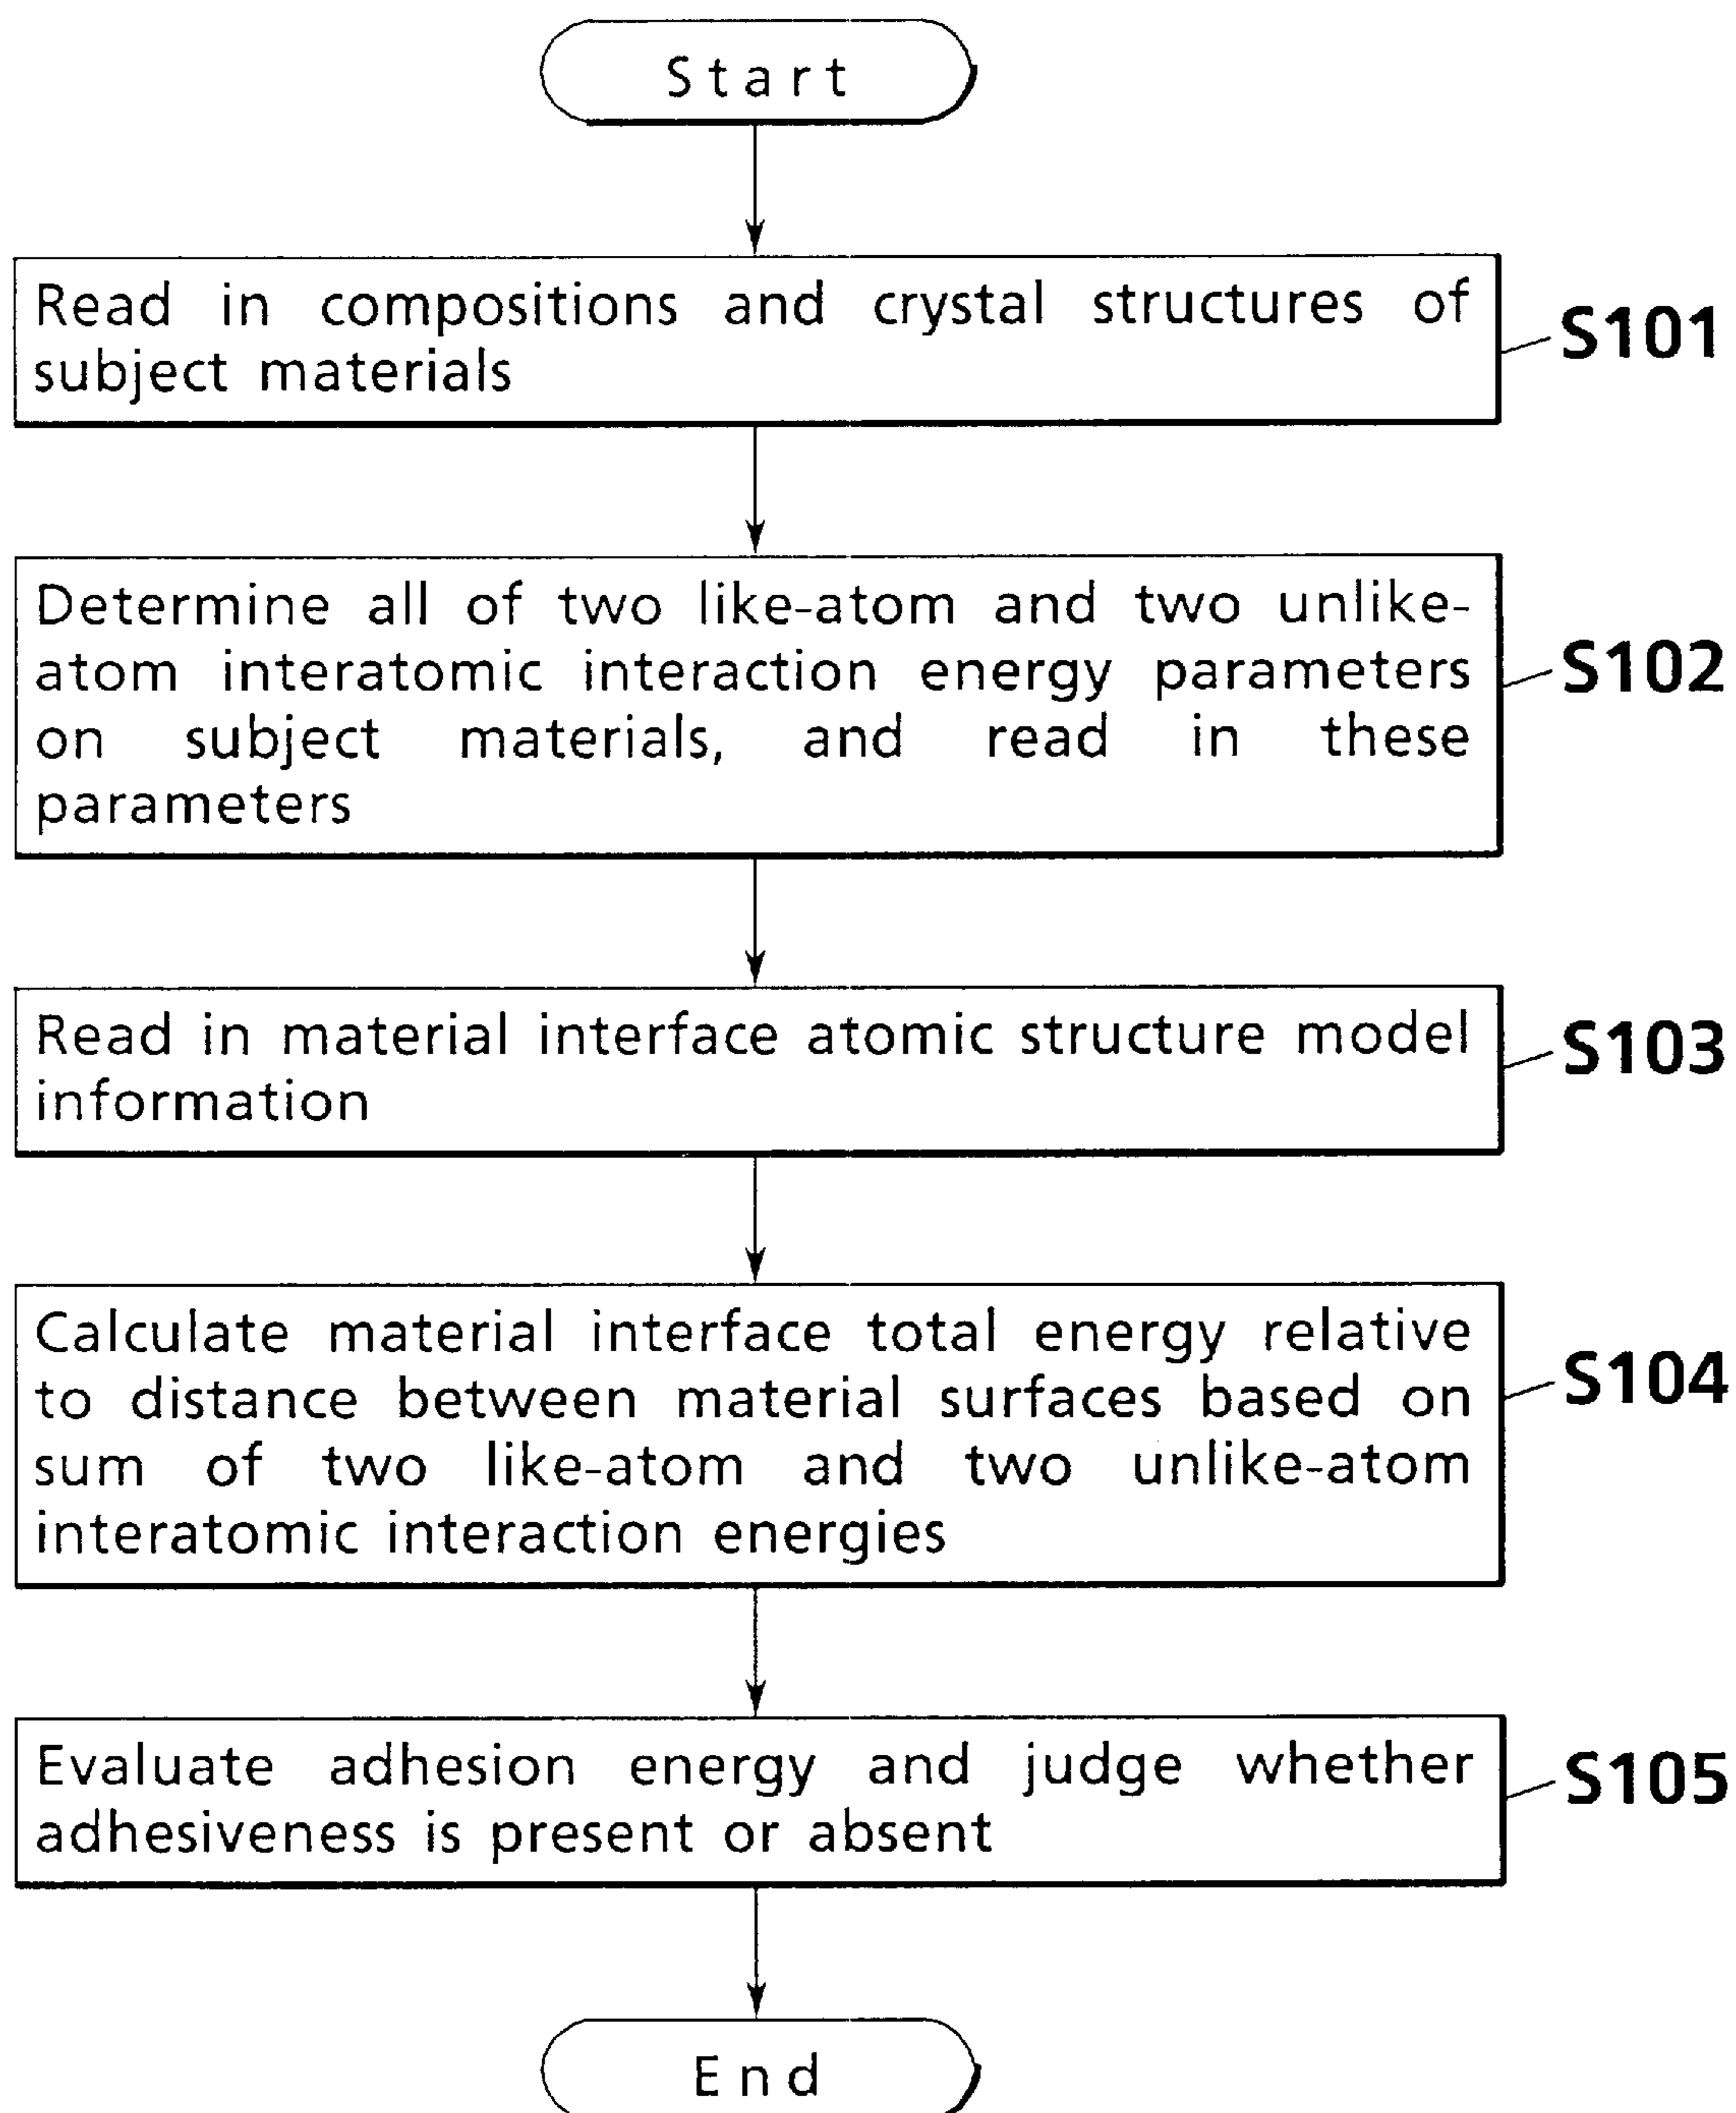 Start
Read in compositions and crystal structures of
subject materials
S101
Determine all of two like-atom and two unlike-
atom interatomic interaction energy parameters
on subject materials, and read in these
parameters
S102
Read in material interface atomic structure model
information
S103
Calculate material interface total energy relative
to distance between material surfaces based on
sum of two like-atom and two unlike-atom
interatomic interaction energies
S104
Evaluate adhesion energy and judge whether
adhesiveness is present or absent
S105
End